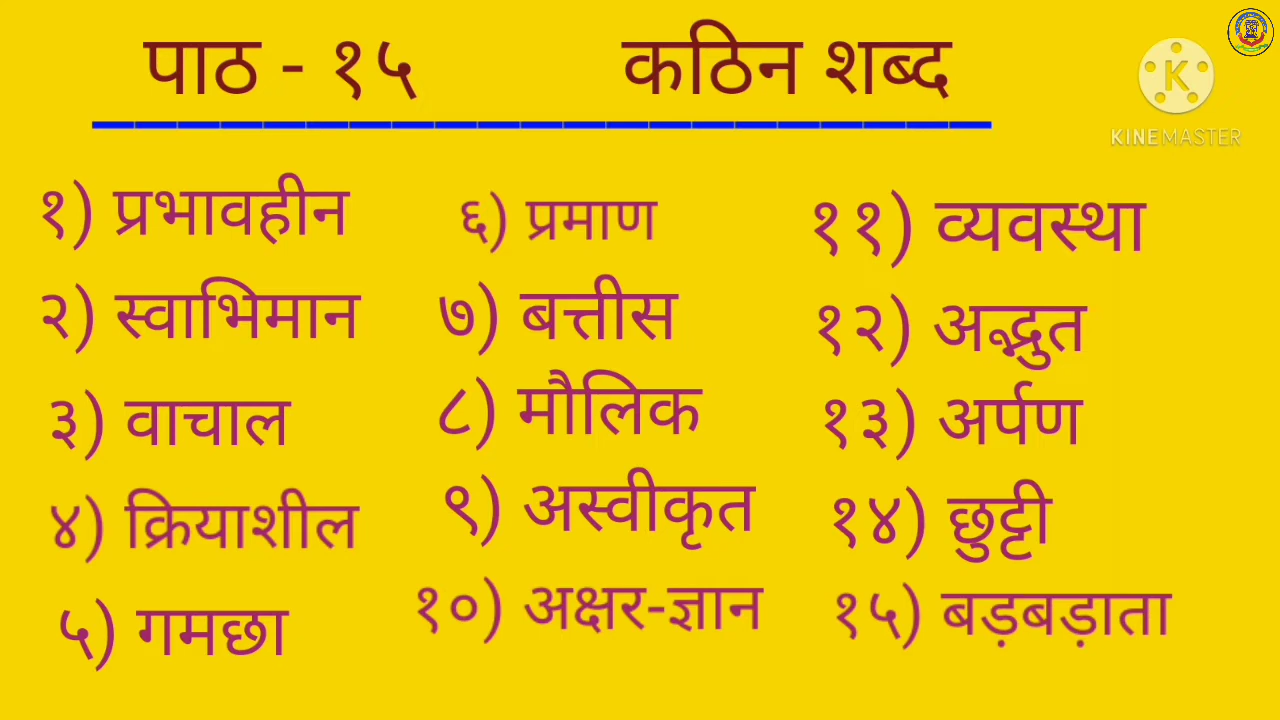 पाठ - १५ कठिन शब्द
KINEMASTER
१) प्रभावहीन
२) स्वाभिमान
३) वाचाल
४) क्रियाशील
५) गमछा
६) प्रमाण
७) बत्तीस
८) मौलिक
९) अस्वीकृत
१०) अक्षर-ज्ञान
११) व्यवस्था
१२) अद्भुत
१३) अर्पण
१४) छुट्टी
१५) बड़बड़ाता